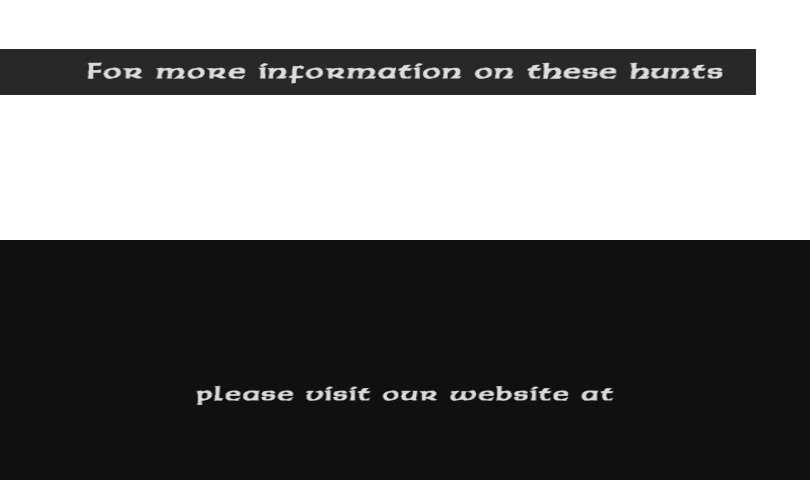 For more information on these hunts
please visit our website at